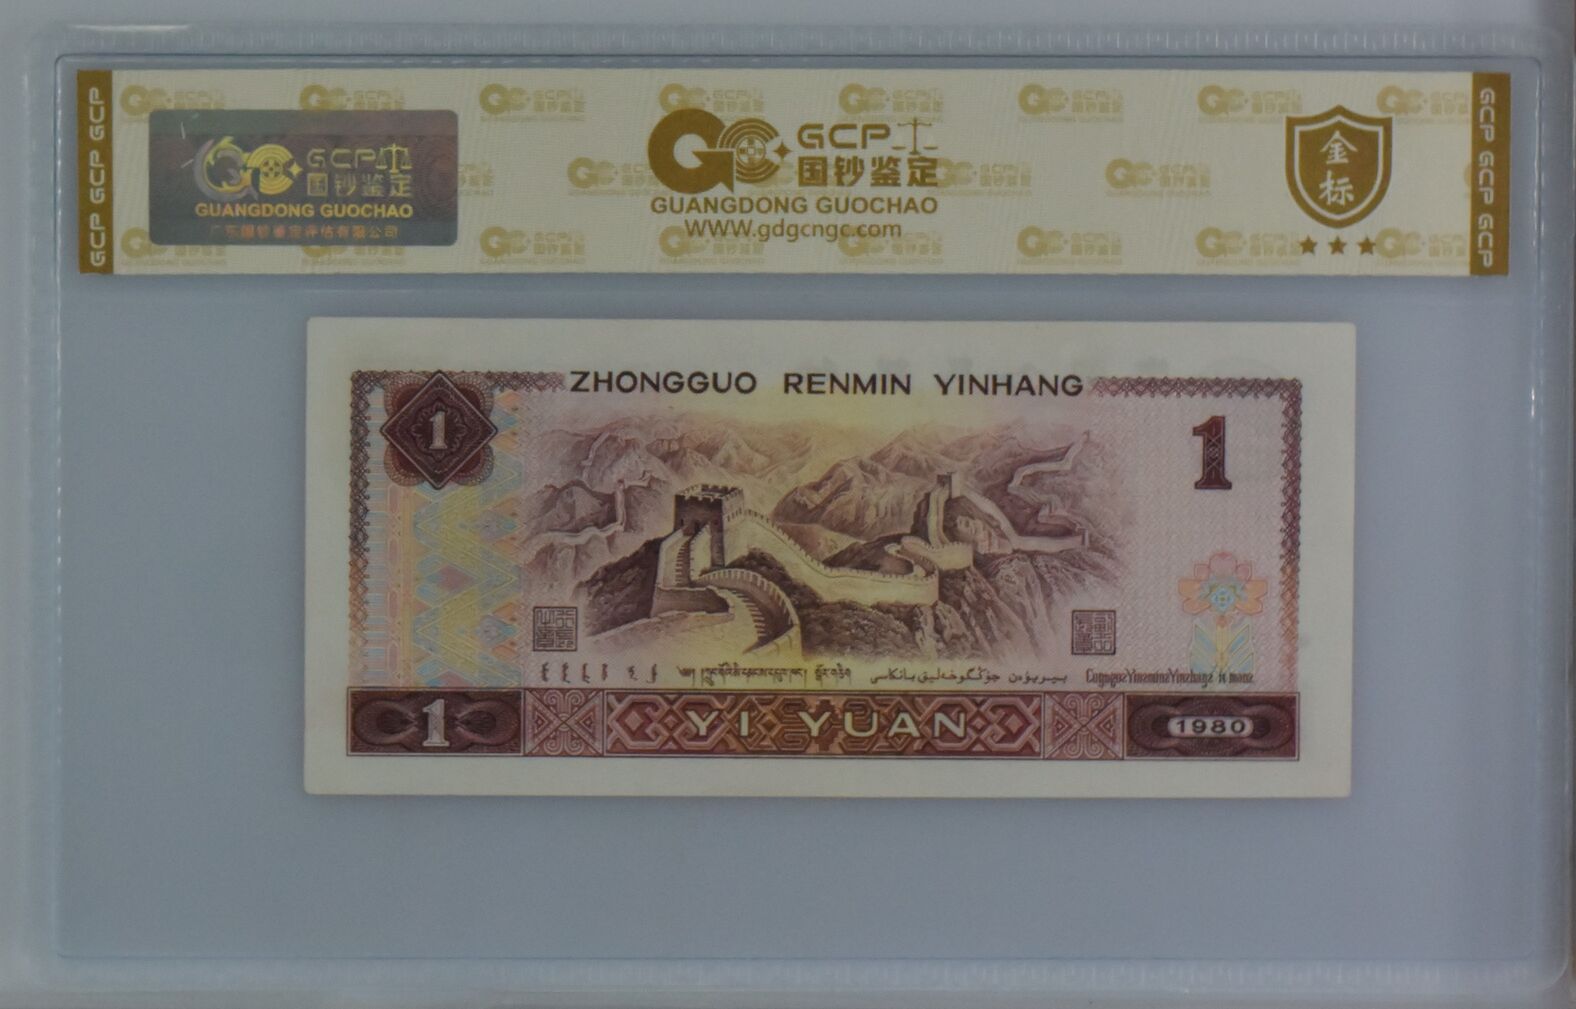 GCP GCP GCP
GCP
国钞鉴定
GUANGDONG GUOCHAO
广东国钞鉴定评估有限公司
GCP
国钞鉴定
GUANGDONG GUOCHAO
WWW.gdgcngc.com
金标
GCP GCP GCP
ZHONGGUO RENMIN YINHANG
1
1
1 YI YUAN 1980